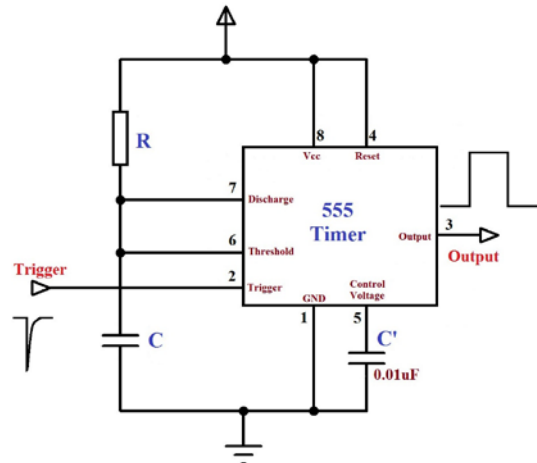 8
4
R
Vcc
Reset
7
Discharge
555
Timer
3
6
Threshold
Output
Output
Trigger
2
Trigger
Control
Voltage
GND
1
5
C
C'
0.01uF